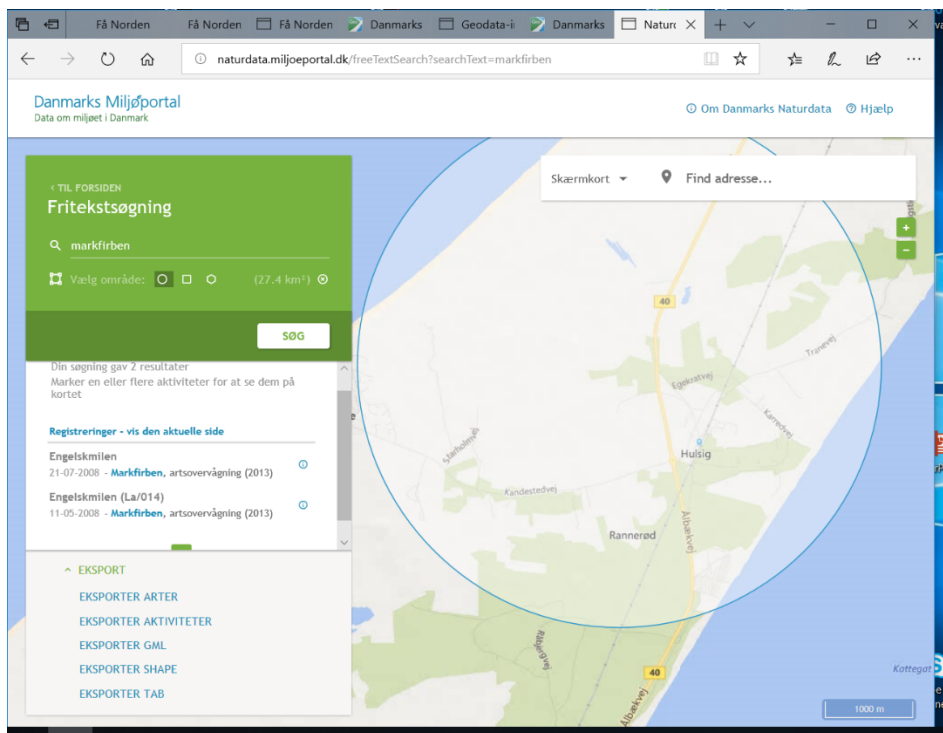 Få Norden
Få Norden
Få Norden
Danmarks
Geodata-i
Danmarks
Natur
naturdata.miljoeportal.dk/freeTextSearch?searchText=markfirben
Danmarks Miljøportal
Data om miljøet i Danmark
Om Danmarks Naturdata
Hjælp
‹ TIL FORSIDEN
Fritekstsøgning
markfirben
Vælg område:
(27.4 km²)
SØG
Din søgning gav 2 resultater
Marker en eller flere aktiviteter for at se dem på
kortet
Registreringer - vis den aktuelle side
Engelskmilen
21-07-2008 - Markfirben, artsovervågning (2013)
Engelskmilen (La/014)
11-05-2008 - Markfirben, artsovervågning (2013)
EKSPORT
EKSPORTER ARTER
EKSPORTER AKTIVITETER
EKSPORTER GML
EKSPORTER SHAPE
EKSPORTER TAB
Skærmkort
Find adresse...
+
-
40
Tranevej
Egekratvej
Karredvej
Starholmvej
Hulsig
Kandestedvej
Rannerød
Ålbækvej
Råbjergvej
40
Ålbækvej
Kattegat
1000 m